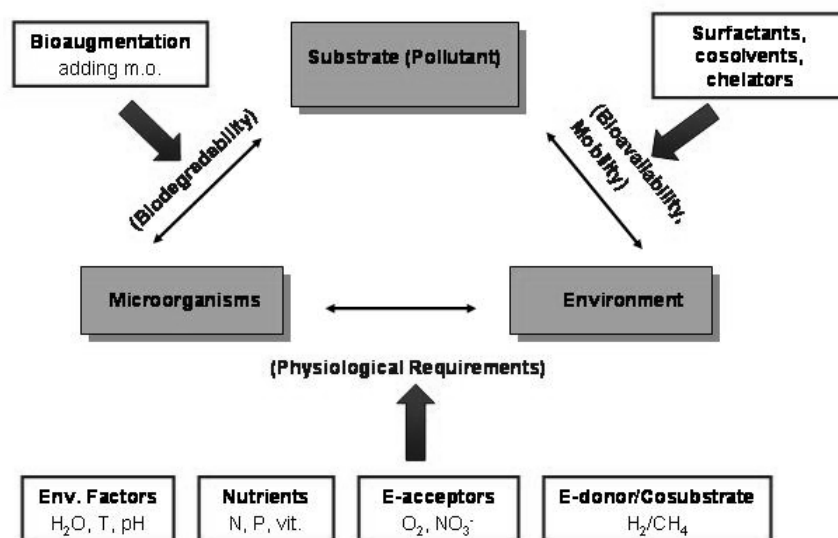 Bioaugmentation
adding m.o.
Substrate (Pollutant)
Surfactants,
cosolvents,
chelators
(Biodegredability)
(Bioavailability,
Mobility)
Microorganisms
Environment
(Physiological Requirements)
Env. Factors
H₂O, T, pH
Nutrients
N, P, vit.
E-acceptors
O₂, NO₃⁻
E-donor/Cosubstrate
H₂/CH₄